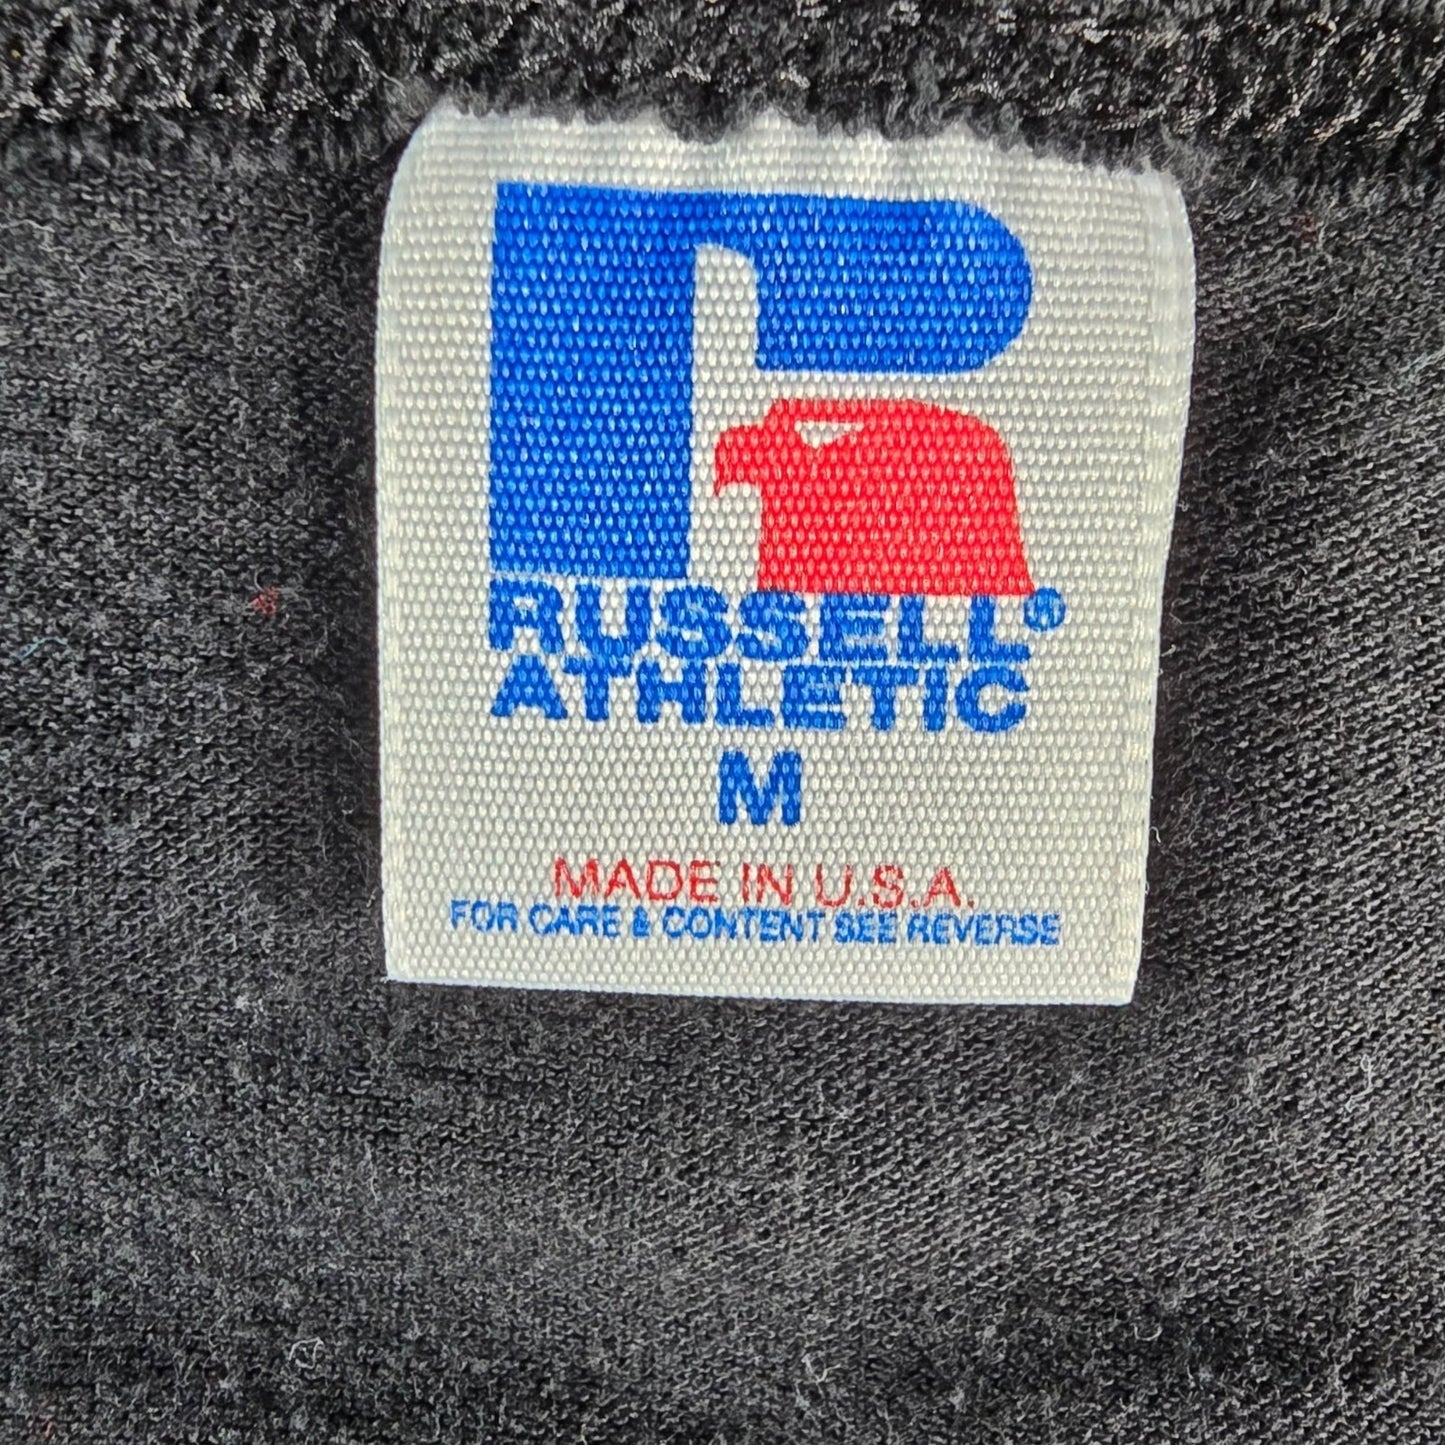 RUSSELL®
ATHLETIC
M
MADE IN U.S.A.
FOR CARE & CONTENT SEE REVERSE